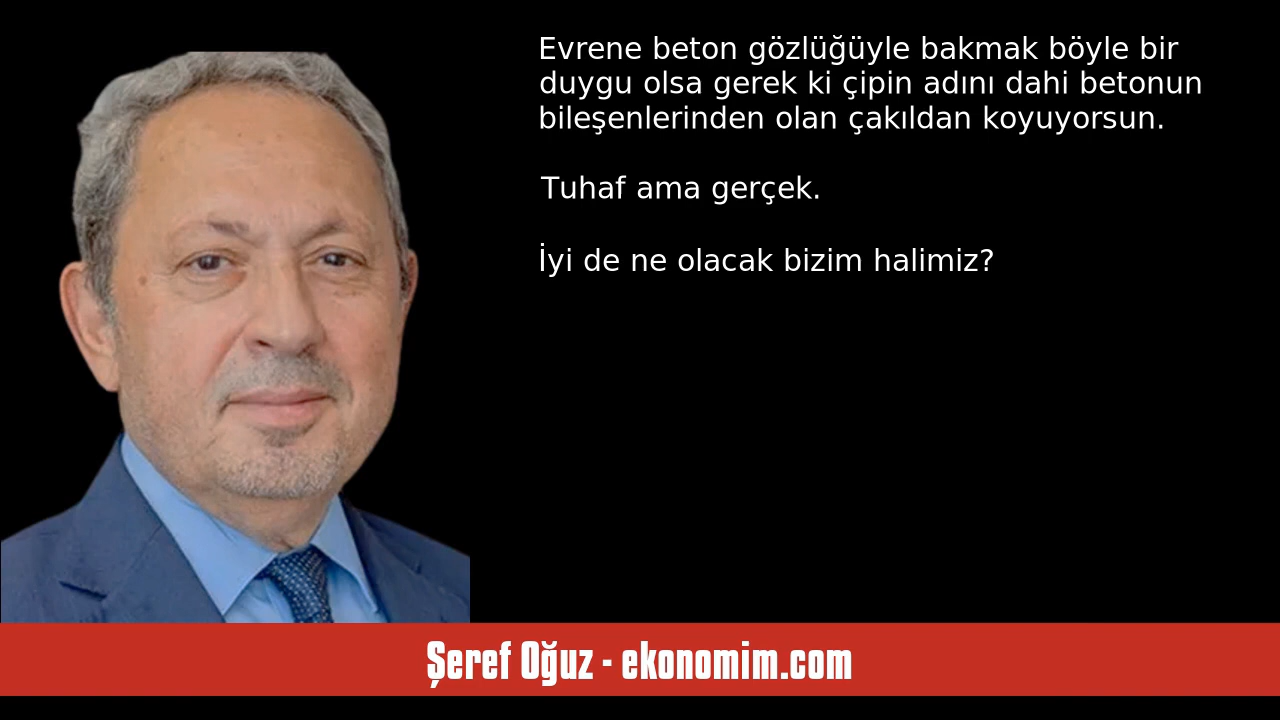 Evrene beton gözlüğüyle bakmak böyle bir
duygu olsa gerek ki çipin adını dahi betonun
bileşenlerinden olan çakıldan koyuyorsun.
Tuhaf ama gerçek.
İyi de ne olacak bizim halimiz?
Şeref Oğuz - ekonomim.com